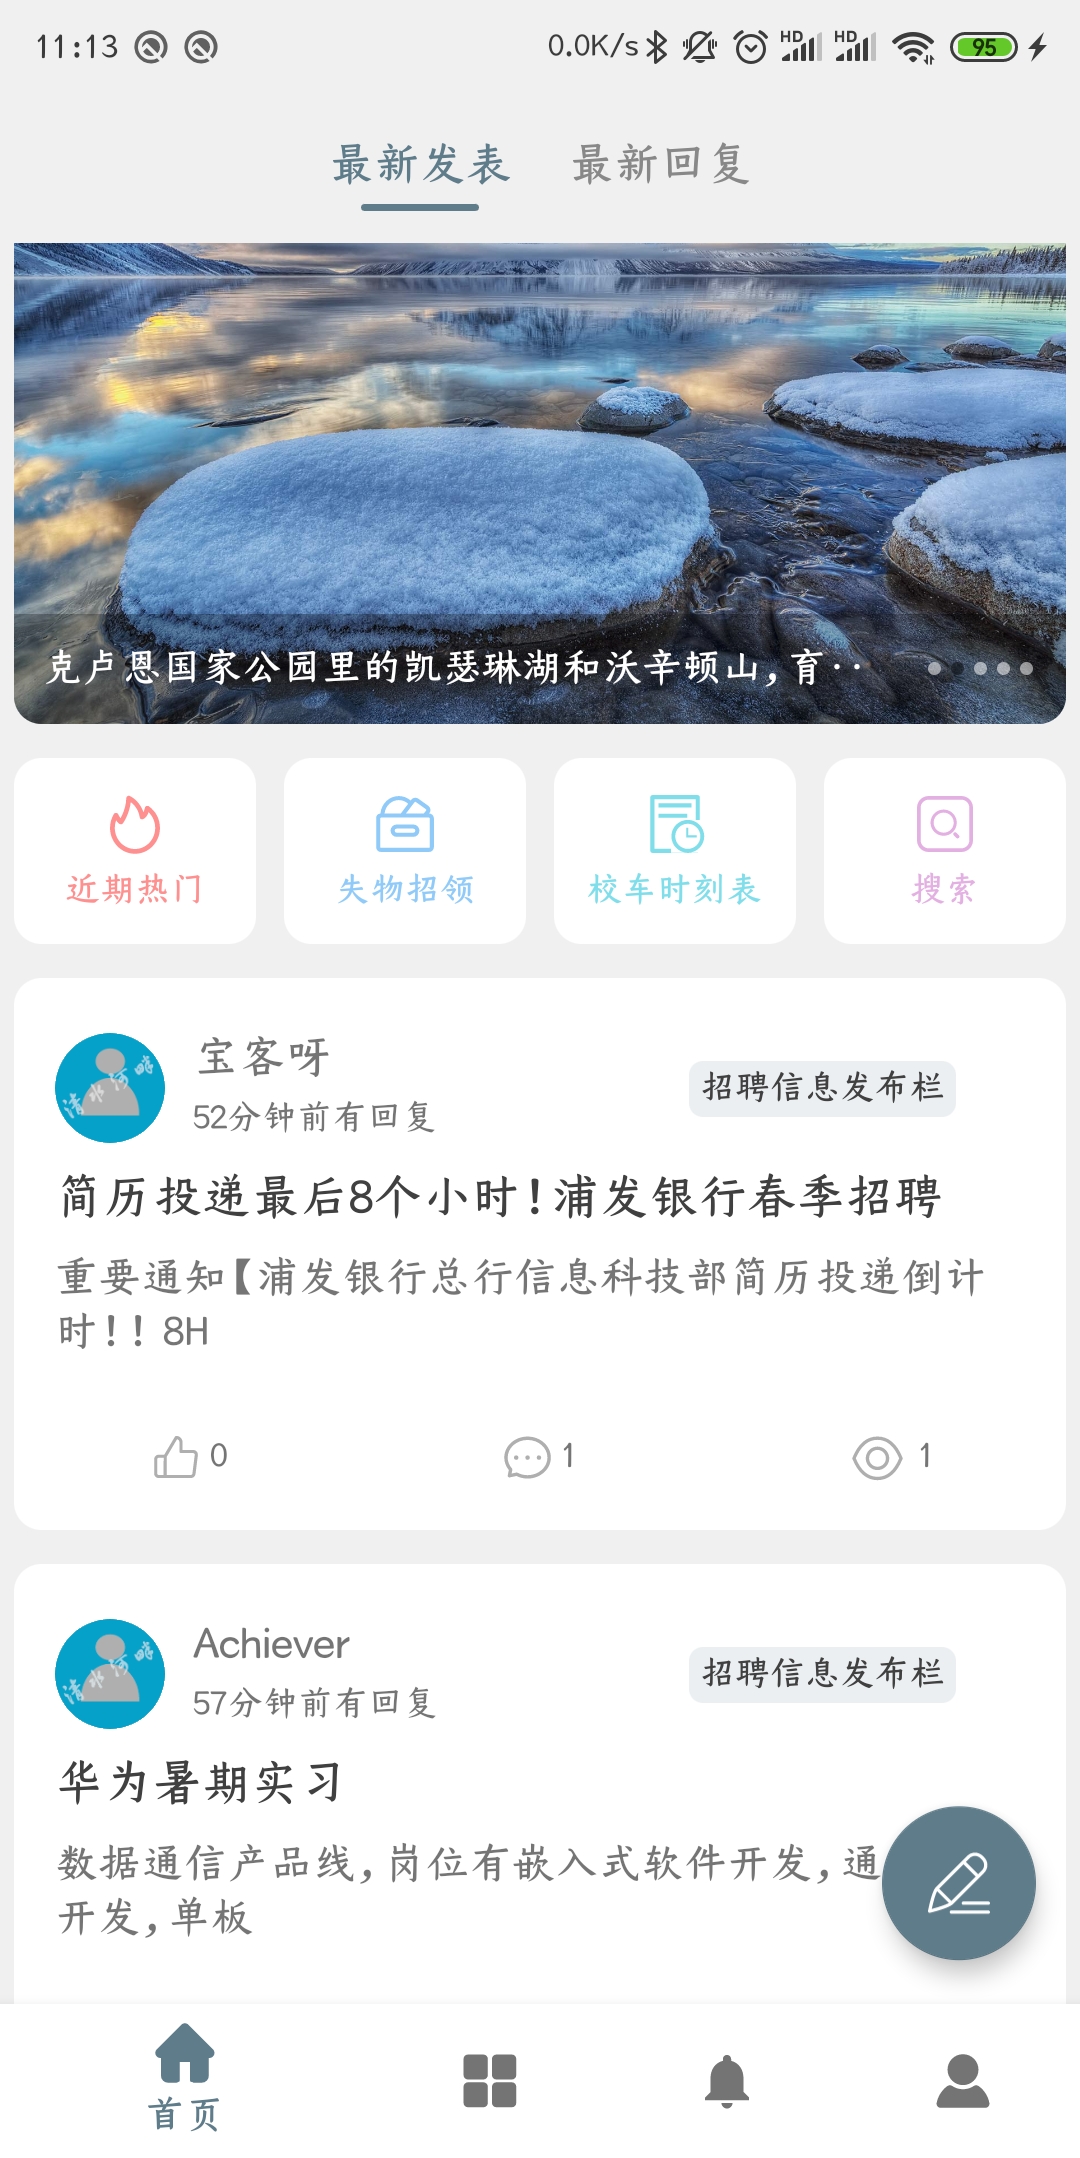 11:13
0.0K/s
HD
HD
95
最新发表
最新回复
克卢恩国家公园里的凯瑟琳湖和沃辛顿山,育··
近期热门
失物招领
校车时刻表
搜索
清水河畔
宝客呀
52分钟前有回复
招聘信息发布栏
简历投递最后8个小时!浦发银行春季招聘
重要通知【浦发银行总行信息科技部简历投递倒计
时!! 8H
0
1
1
清水河畔
Achiever
57分钟前有回复
招聘信息发布栏
华为暑期实习
数据通信产品线,岗位有嵌入式软件开发,通
开发,单板
首页